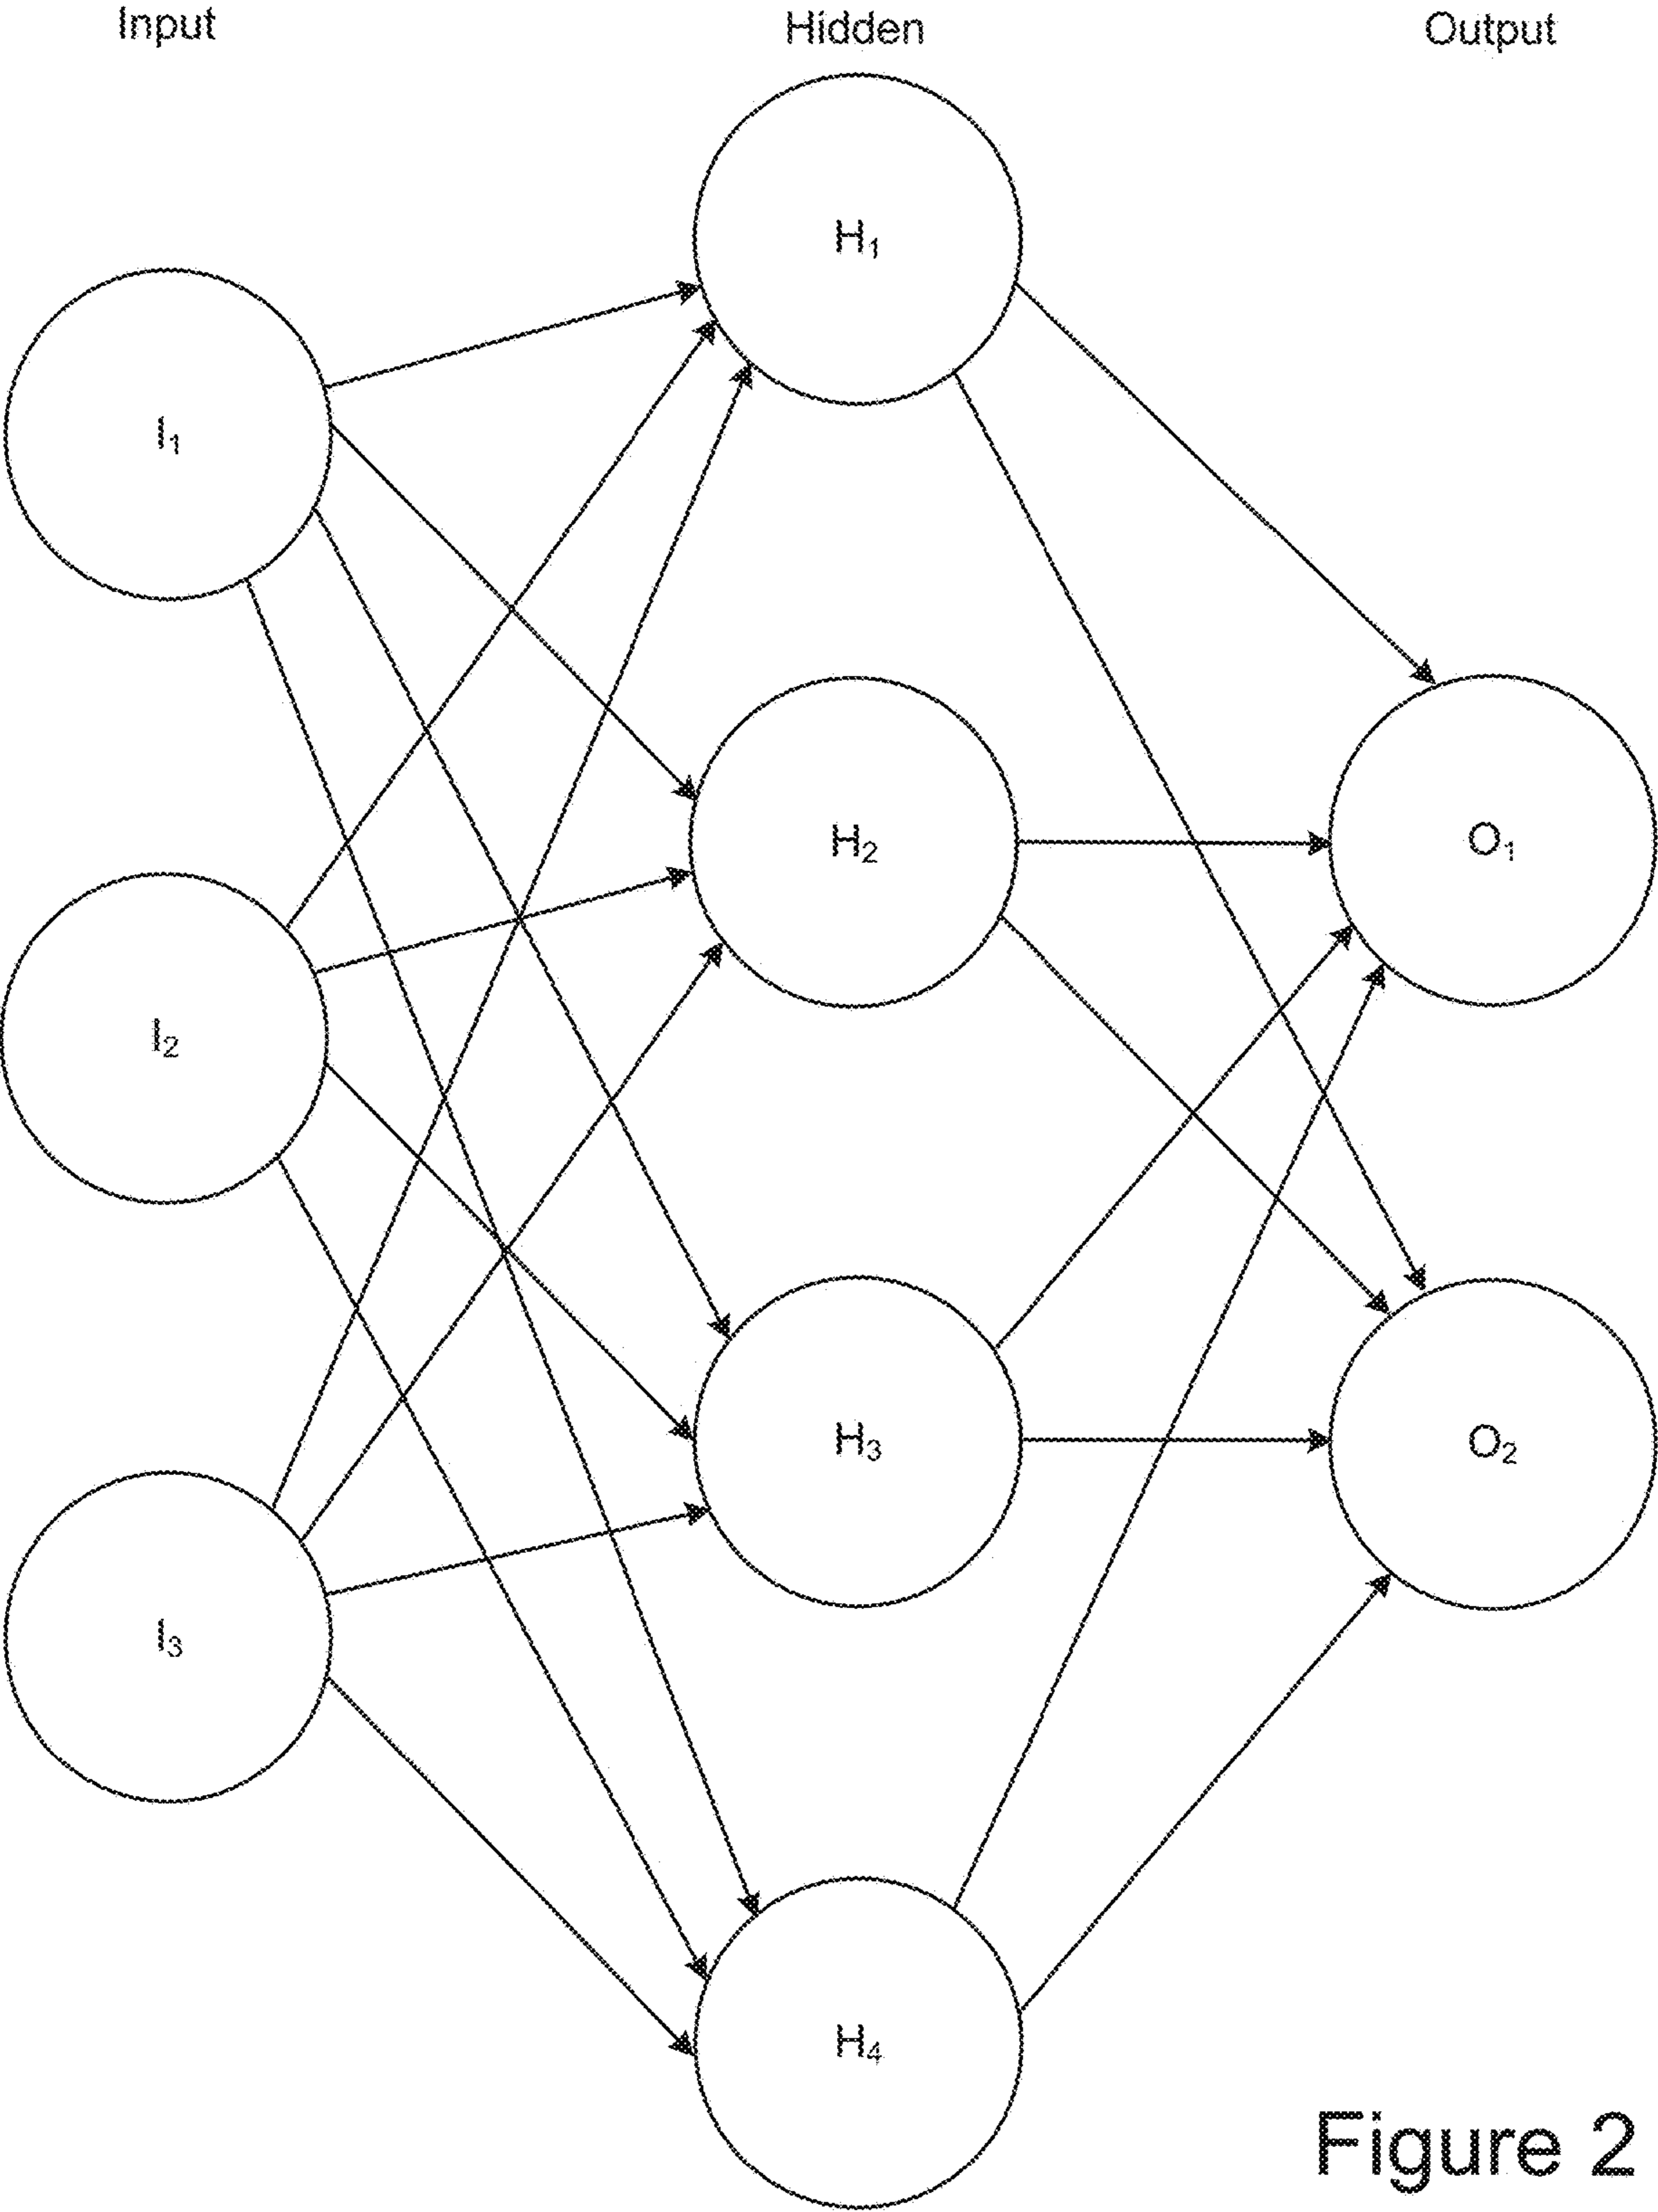 Input Hidden Output
H₁
I₁
H₂ O₁
I₂
H₃ O₂
I₃
H₄
Figure 2